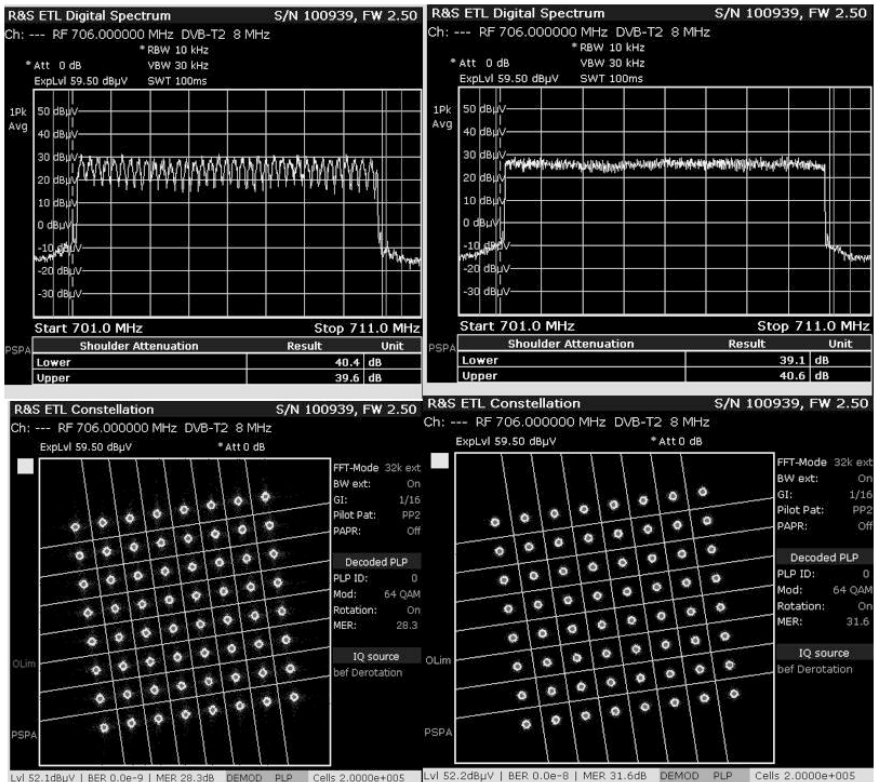 R&S ETL Digital Spectrum S/N 100939, FW 2.50
Ch: --- RF 706.000000 MHz DVB-T2 8 MHz
* RBW 10 kHz
* Att 0 dB VBW 30 kHz
ExpLvl 59.50 dBµV SWT 100ms
1Pk
Avg
50 dBµV
40 dBµV
30 dBµV
20 dBµV
10 dBµV
0 dBµV
-10 dBµV
-20 dBµV
-30 dBµV
Start 701.0 MHz Stop 711.0 MHz
PSPA
Shoulder Attenuation Result Unit
Lower 40.4 dB
Upper 39.6 dB
R&S ETL Digital Spectrum S/N 100939, FW 2.50
Ch: --- RF 706.000000 MHz DVB-T2 8 MHz
* RBW 10 kHz
* Att 0 dB VBW 30 kHz
ExpLvl 59.50 dBµV SWT 100ms
1Pk
Avg
50 dBµV
40 dBµV
30 dBµV
20 dBµV
10 dBµV
0 dBµV
-10 dBµV
-20 dBµV
-30 dBµV
Start 701.0 MHz Stop 711.0 MHz
PSPA
Shoulder Attenuation Result Unit
Lower 39.1 dB
Upper 40.6 dB
R&S ETL Constellation S/N 100939, FW 2.50
Ch: --- RF 706.000000 MHz DVB-T2 8 MHz
ExpLvl 59.50 dBµV * Att 0 dB
FFT-Mode 32k ext
BW ext: On
GI: 1/16
Pilot Pat: PP2
PAPR: Off
Decoded PLP
PLP ID: 0
Mod: 64 QAM
Rotation: On
MER: 28.3
IQ source
bef Derotation
OLim
PSPA
Lvl 52.1dBµV | BER 0.0e-9 | MER 28.3dB DEMOD PLP Cells 2.0000e+005
R&S ETL Constellation S/N 100939, FW 2.50
Ch: --- RF 706.000000 MHz DVB-T2 8 MHz
ExpLvl 59.50 dBµV * Att 0 dB
FFT-Mode 32k ext
BW ext: On
GI: 1/16
Pilot Pat: PP2
PAPR: Off
Decoded PLP
PLP ID: 0
Mod: 64 QAM
Rotation: On
MER: 31.6
IQ source
bef Derotation
OLim
PSPA
Lvl 52.2dBµV | BER 0.0e-8 | MER 31.6dB DEMOD PLP Cells 2.0000e+005